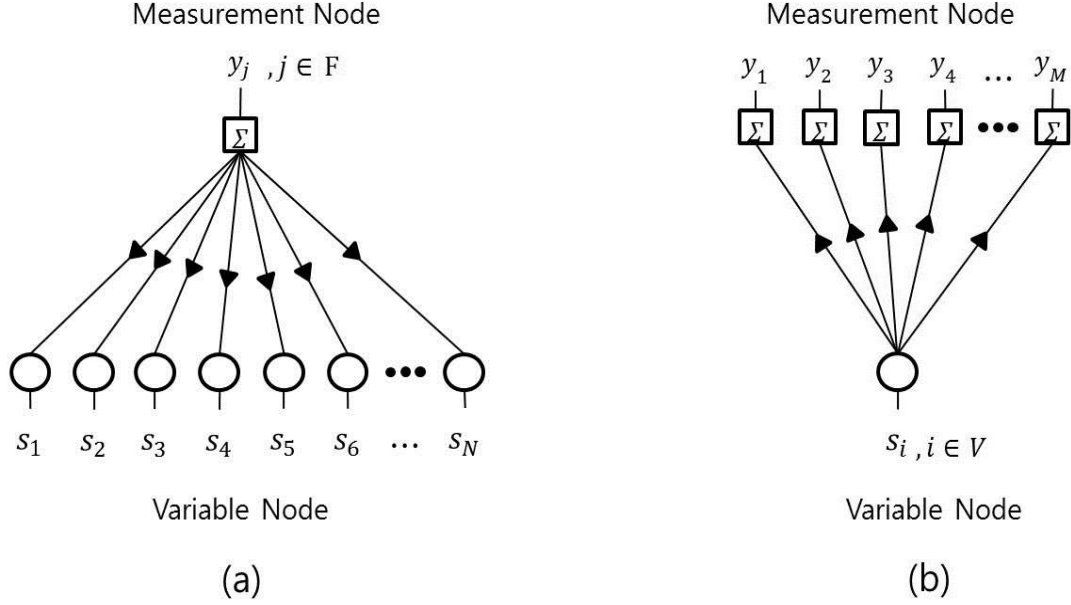 Measurement Node
y_j , j ∈ F
Σ
s_1 s_2 s_3 s_4 s_5 s_6 ... s_N
Variable Node
(a)
Measurement Node
y_1 y_2 y_3 y_4 ... y_M
Σ Σ Σ Σ ••• Σ
s_i , i ∈ V
Variable Node
(b)